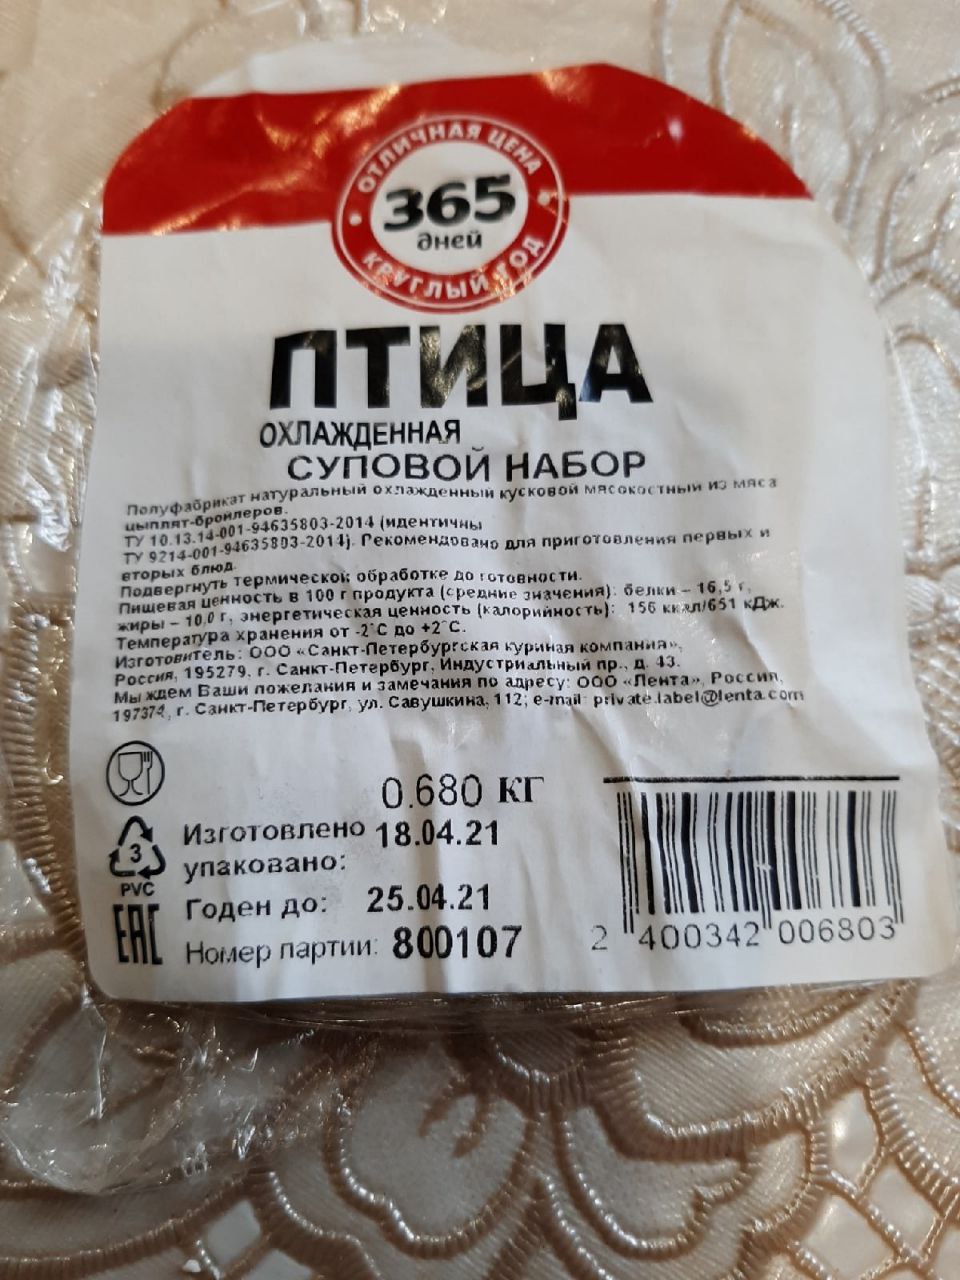 ОТЛИЧНАЯ ЦЕНА
365
дней
КРУГЛЫЙ ГОД
ПТИЦА
ОХЛАЖДЕННАЯ
СУПОВОЙ НАБОР
Полуфабрикат натуральный охлажденный кусковой мясокостный из мяса
цыплят-бройлеров.
ТУ 10.13.14-001-94635803-2014 (идентичны
ТУ 9214-001-94635803-2014). Рекомендовано для приготовления первых и
вторых блюд.
Подвергнуть термической обработке до готовности.
Пищевая ценность в 100 г продукта (средние значения): белки – 16,5 г,
жиры – 10,0 г, энергетическая ценность (калорийность): 156 ккал/651 кДж.
Температура хранения от -2°С до +2°С.
Изготовитель: ООО «Санкт-Петербургская куриная компания»,
Россия, 195279, г. Санкт-Петербург, Индустриальный пр., д. 43.
Мы ждем Ваши пожелания и замечания по адресу: ООО «Лента», Россия,
197374, г. Санкт-Петербург, ул. Савушкина, 112; e-mail: private.label@lenta.com
0.680 КГ
Изготовлено 18.04.21
упаковано:
3
PVC
Годен до: 25.04.21
EAC
Номер партии: 800107
2 400342 006803